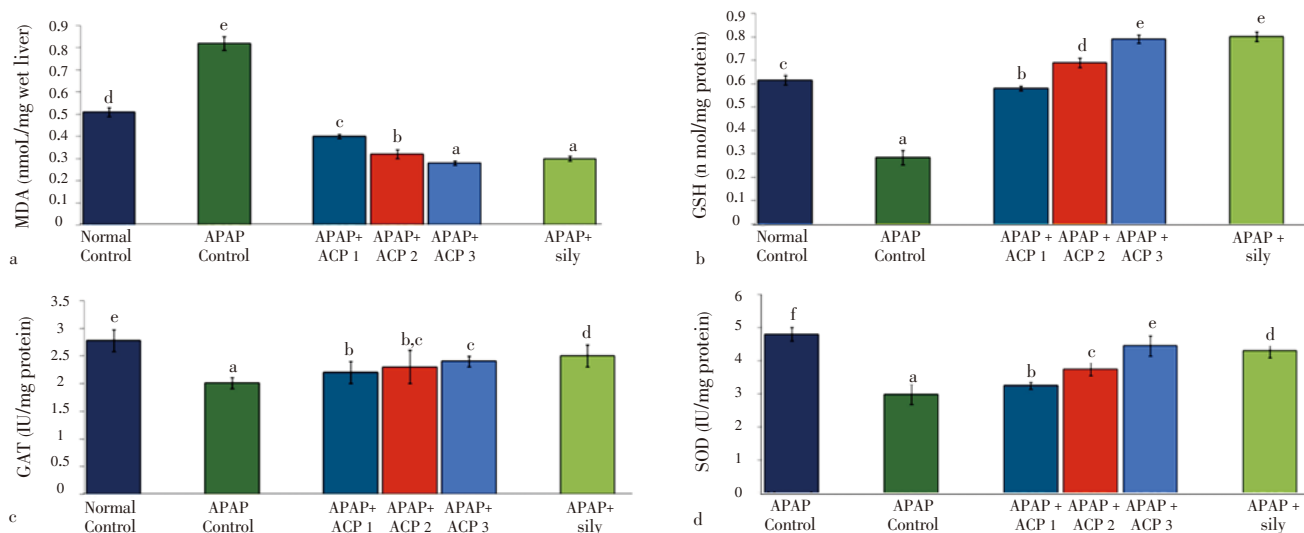 MDA (nmoL/mg wet liver)
0.9
0.8
0.7
0.6
0.5
0.4
0.3
0.2
0.1
0
d
e
c
b
a
a
Normal Control
APAP Control
APAP+ ACP 1
APAP+ ACP 2
APAP+ ACP 3
APAP+ sily
a
GSH (n mol/mg protein)
0.9
0.8
0.7
0.6
0.5
0.4
0.3
0.2
0.1
0
c
a
b
d
e
e
Normal Control
APAP Control
APAP + ACP 1
APAP + ACP 2
APAP + ACP 3
APAP + sily
b
GAT (IU/mg protein)
3.5
3
2.5
2
1.5
1
0.5
0
e
a
b
b,c
c
d
Normal Control
APAP Control
APAP+ ACP 1
APAP+ ACP 2
APAP+ ACP 3
APAP+ sily
c
SOD (IU/mg protein)
6
5
4
3
2
1
0
f
a
b
c
e
d
APAP Control
APAP Control
APAP + ACP 1
APAP + ACP 2
APAP + ACP 3
APAP + sily
d